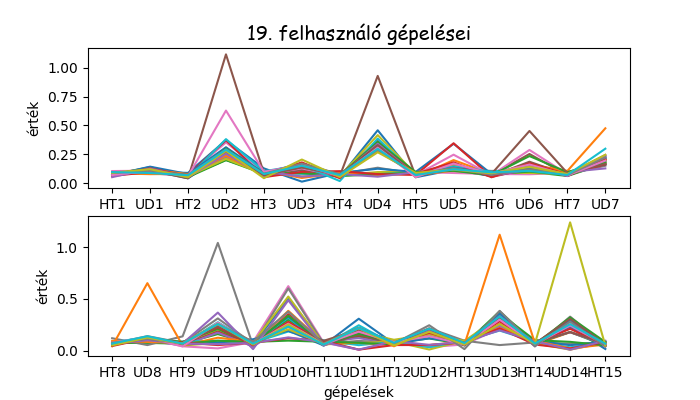 19. felhasználó gépelései
1.00
0.75
0.50
0.25
0.00
érték
HT1 UD1 HT2 UD2 HT3 UD3 HT4 UD4 HT5 UD5 HT6 UD6 HT7 UD7
1.0
0.5
0.0
érték
HT8 UD8 HT9 UD9 HT10 UD10 HT11 UD11 HT12 UD12 HT13 UD13 HT14 UD14 HT15
gépelések